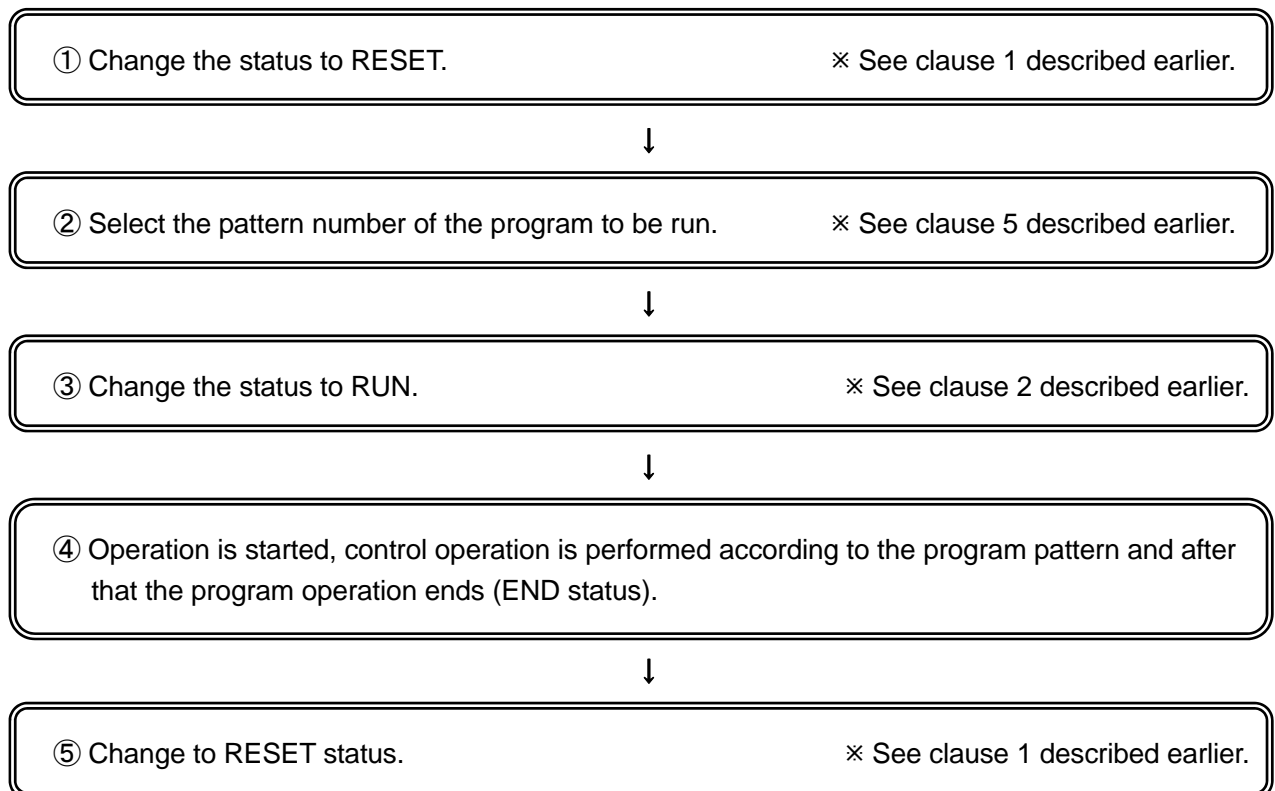 ① Change the status to RESET. ※ See clause 1 described earlier.
↓
② Select the pattern number of the program to be run. ※ See clause 5 described earlier.
↓
③ Change the status to RUN. ※ See clause 2 described earlier.
↓
④ Operation is started, control operation is performed according to the program pattern and after
that the program operation ends (END status).
↓
⑤ Change to RESET status. ※ See clause 1 described earlier.